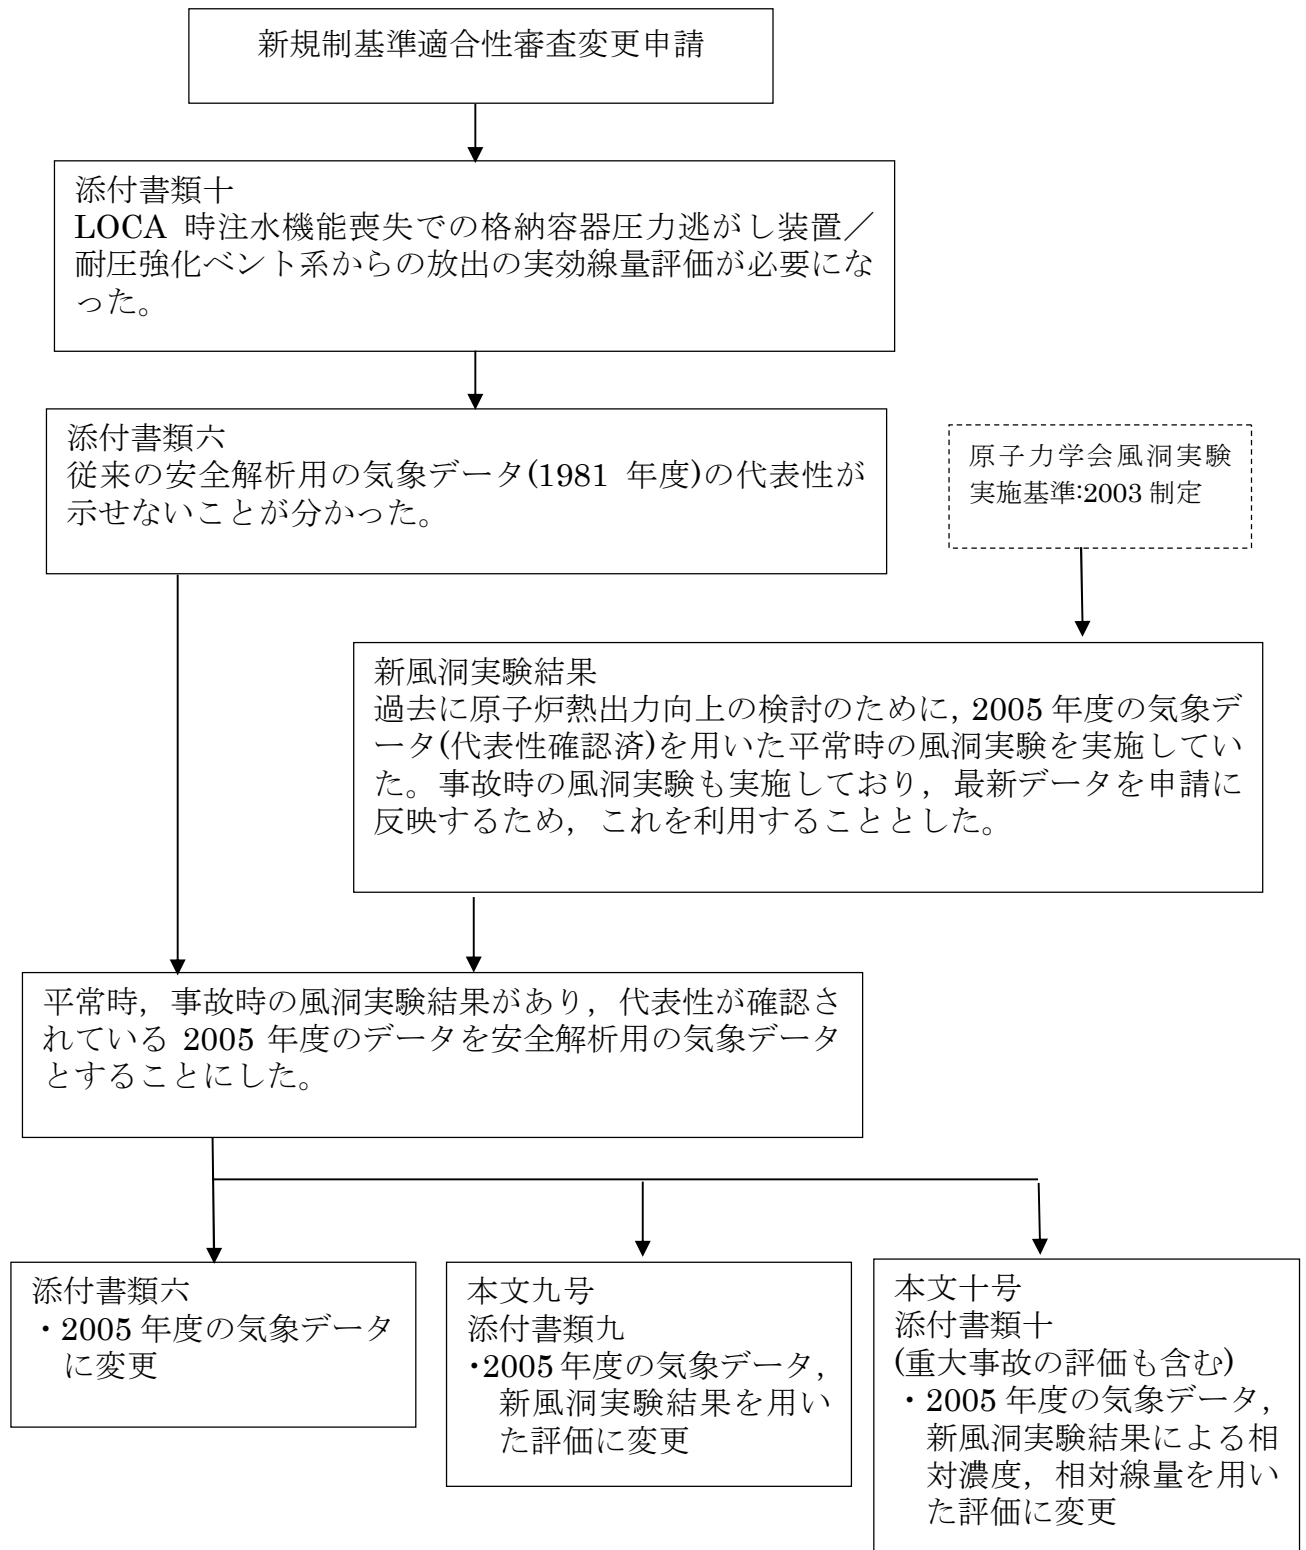 新規制基準適合性審査変更申請
添付書類十
LOCA 時注水機能喪失での格納容器圧力逃がし装置／
耐圧強化ベント系からの放出の実効線量評価が必要にな
った。
添付書類六
従来の安全解析用の気象データ(1981 年度)の代表性が
示せないことが分かった。
原子力学会風洞実験
実施基準:2003 制定
新風洞実験結果
過去に原子炉熱出力向上の検討のために, 2005 年度の気象デ
ータ(代表性確認済)を用いた平常時の風洞実験を実施してい
た。事故時の風洞実験も実施しており，最新データを申請に
反映するため，これを利用することとした。
平常時，事故時の風洞実験結果があり，代表性が確認さ
れている 2005 年度のデータを安全解析用の気象データ
とすることにした。
添付書類六
・2005 年度の気象データ
に変更
本文九号
添付書類九
・2005 年度の気象データ，
新風洞実験結果を用い
た評価に変更
本文十号
添付書類十
(重大事故の評価も含む)
・2005 年度の気象データ，
新風洞実験結果による相
対濃度，相対線量を用い
た評価に変更